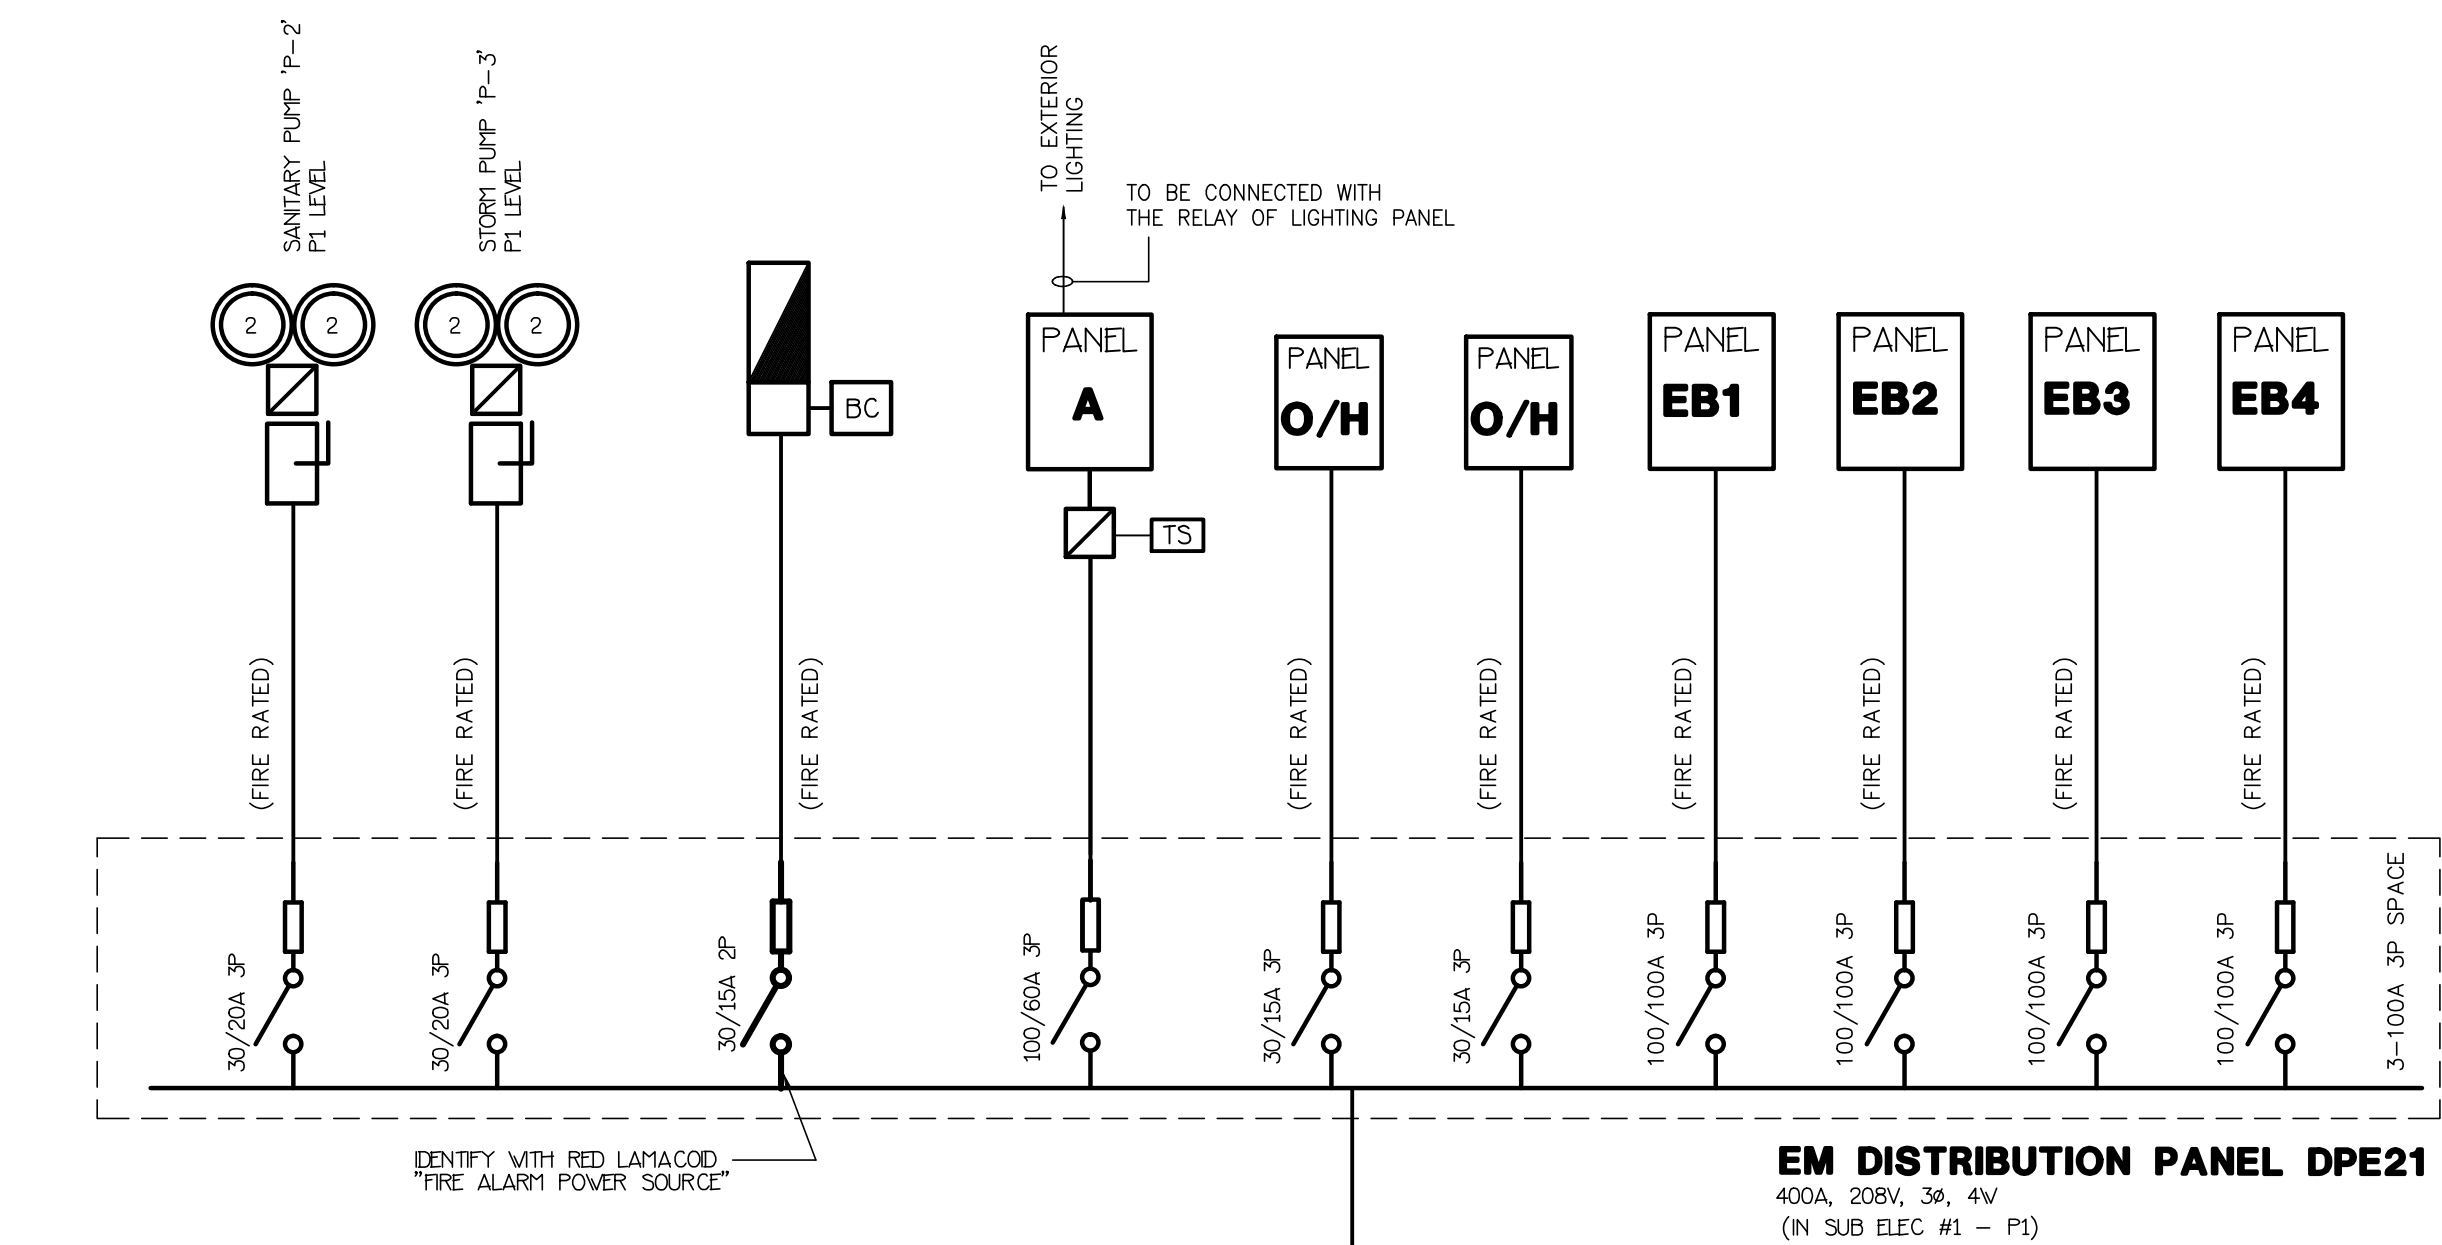 SANITARY PUMP 'P-2'
P1 LEVEL
STORM PUMP 'P-3'
P1 LEVEL
TO EXTERIOR
LIGHTING
TO BE CONNECTED WITH
THE RELAY OF LIGHTING PANEL
2
2
2
2
BC
PANEL
A
TS
PANEL
O/H
PANEL
O/H
PANEL
EB1
PANEL
EB2
PANEL
EB3
PANEL
EB4
(FIRE RATED)
(FIRE RATED)
(FIRE RATED)
(FIRE RATED)
(FIRE RATED)
(FIRE RATED)
(FIRE RATED)
(FIRE RATED)
(FIRE RATED)
30/20A 3P
30/20A 3P
30/15A 2P
100/60A 3P
30/15A 3P
30/15A 3P
100/100A 3P
100/100A 3P
100/100A 3P
100/100A 3P
3-100A 3P SPACE
IDENTIFY WITH RED LAMACOID
"FIRE ALARM POWER SOURCE"
EM DISTRIBUTION PANEL DPE21
400A, 208V, 3ø, 4W
(IN SUB ELEC #1 - P1)